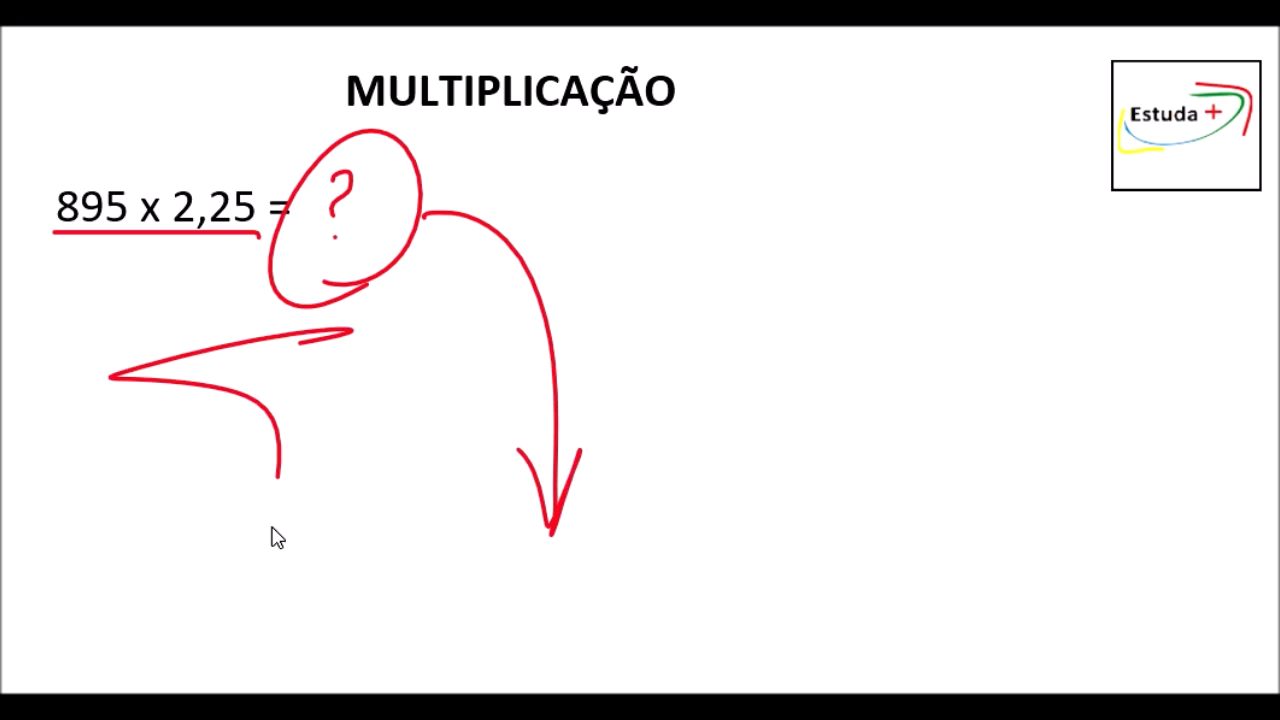 MULTIPLICAÇÃO
Estuda +
895 x 2,25 = ?